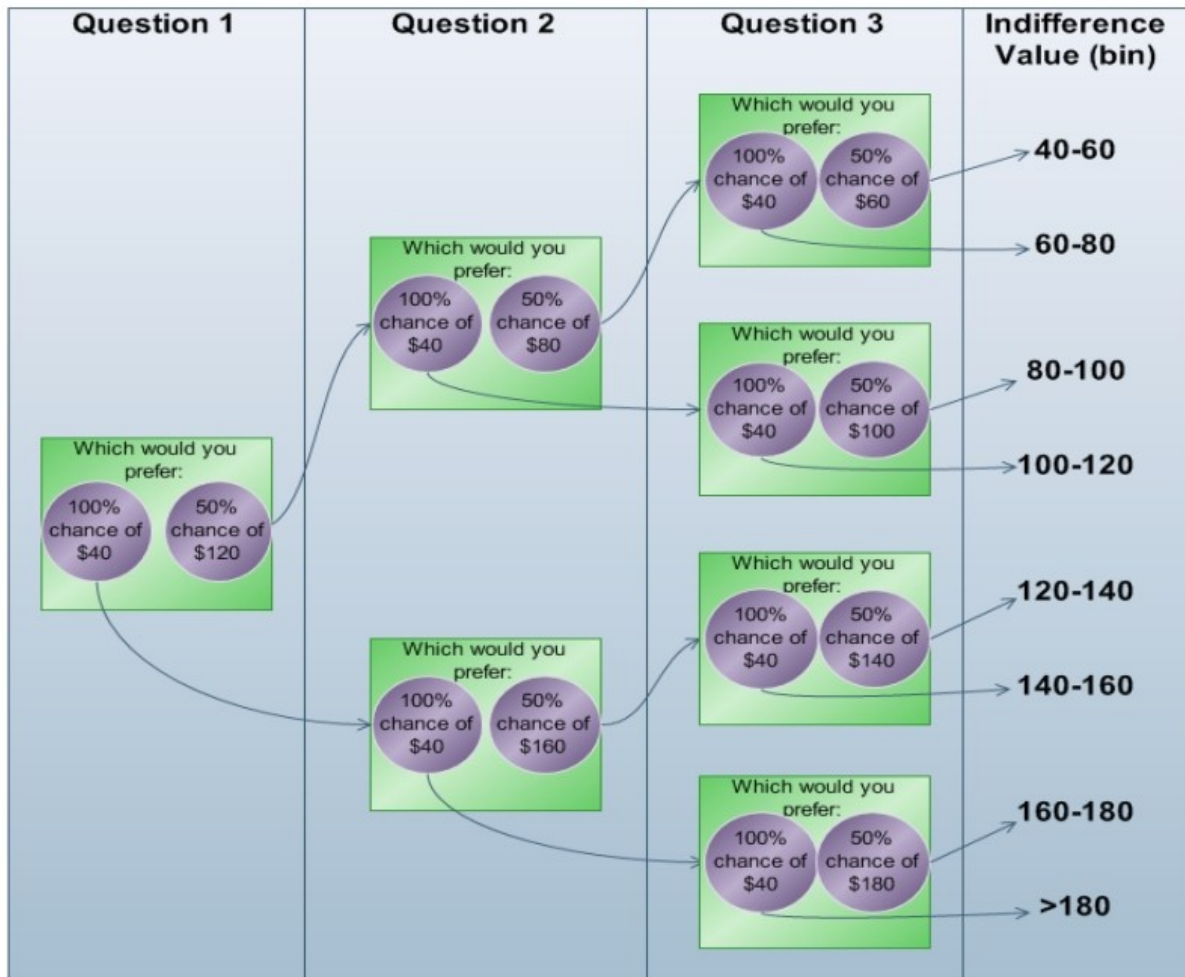 Question 1
Question 2
Question 3
Indifference
Value (bin)
Which would you
prefer:
100%
chance of
$40
50%
chance of
$120
Which would you
prefer:
100%
chance of
$40
50%
chance of
$80
Which would you
prefer:
100%
chance of
$40
50%
chance of
$160
Which would you
prefer:
100%
chance of
$40
50%
chance of
$60
Which would you
prefer:
100%
chance of
$40
50%
chance of
$100
Which would you
prefer:
100%
chance of
$40
50%
chance of
$140
Which would you
prefer:
100%
chance of
$40
50%
chance of
$180
40-60
60-80
80-100
100-120
120-140
140-160
160-180
>180